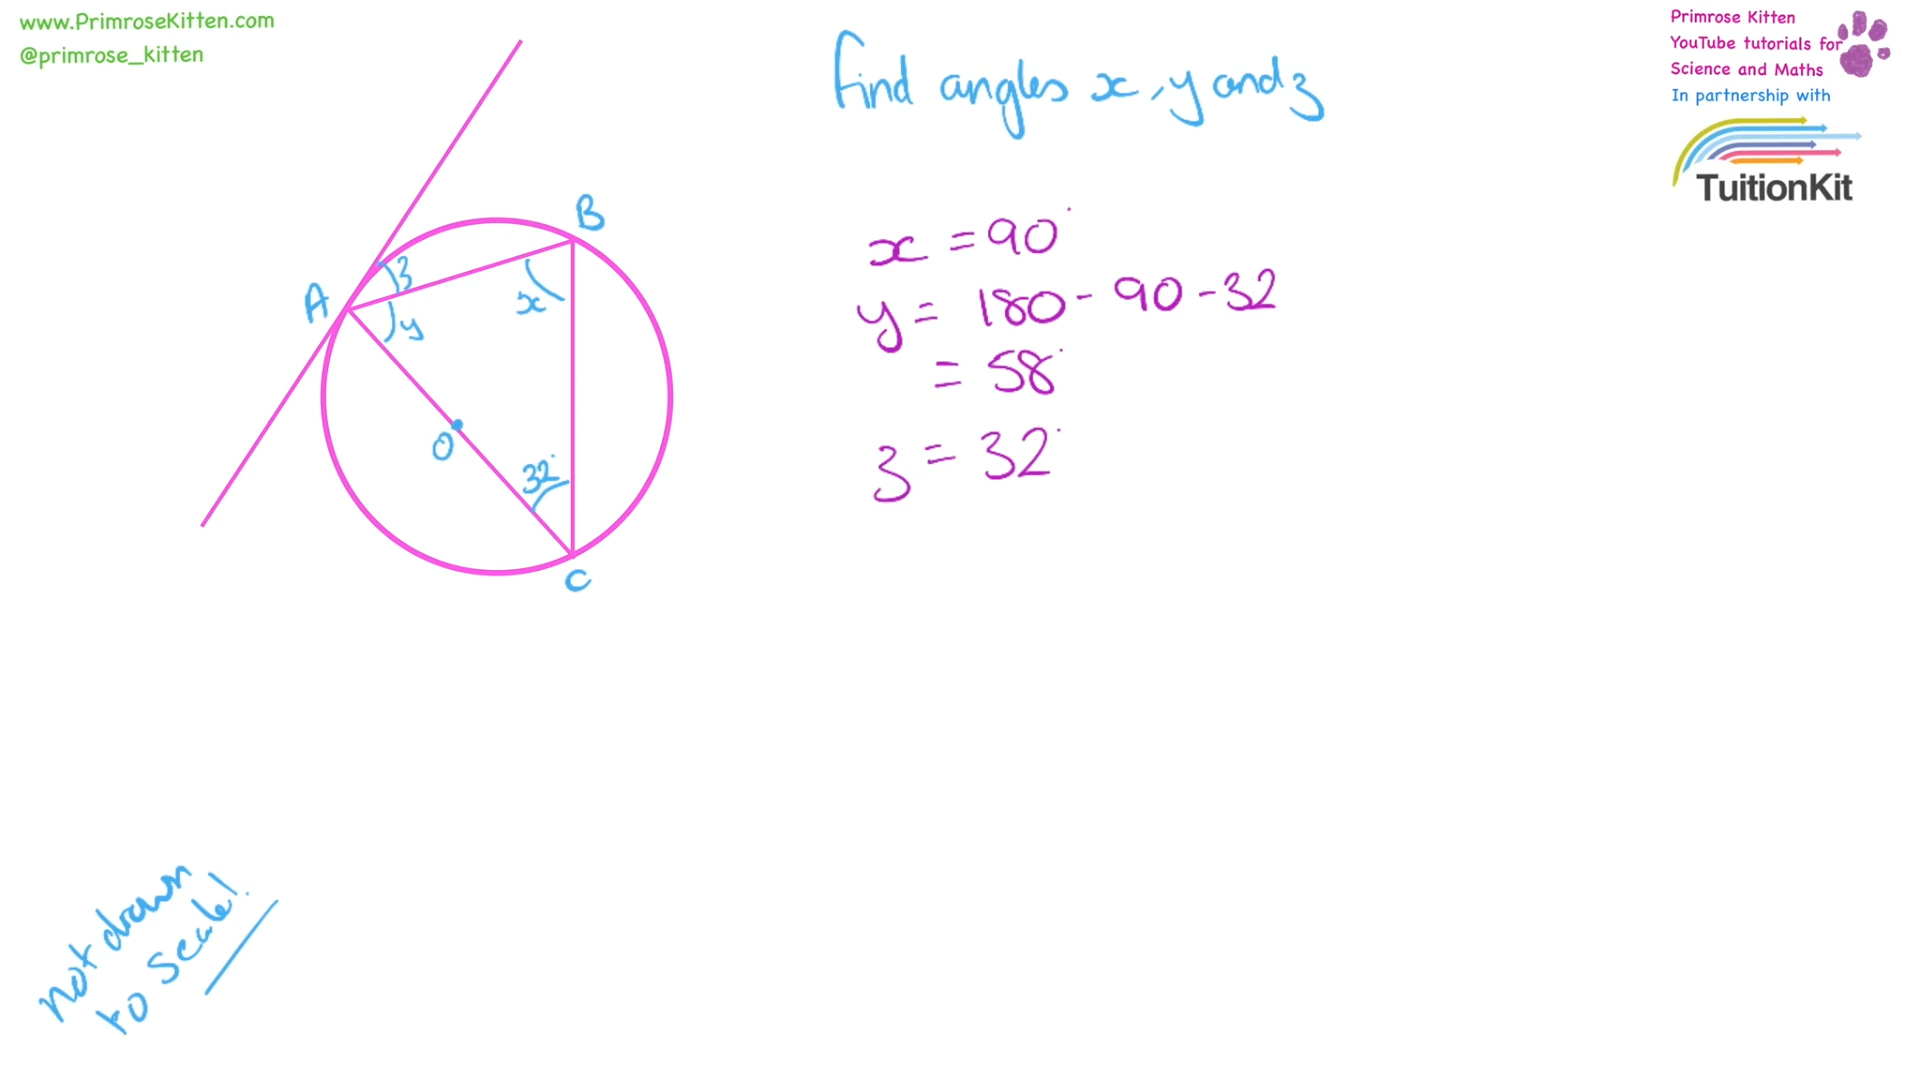 www.PrimroseKitten.com
@primrose_kitten
Primrose Kitten
YouTube tutorials for
Science and Maths
In partnership with
TuitionKit
Find angles x, y and z
B
A
z
y
x
O
32°
C
x = 90°
y = 180 - 90 - 32
= 58°
z = 32°
not drawn
to scale!